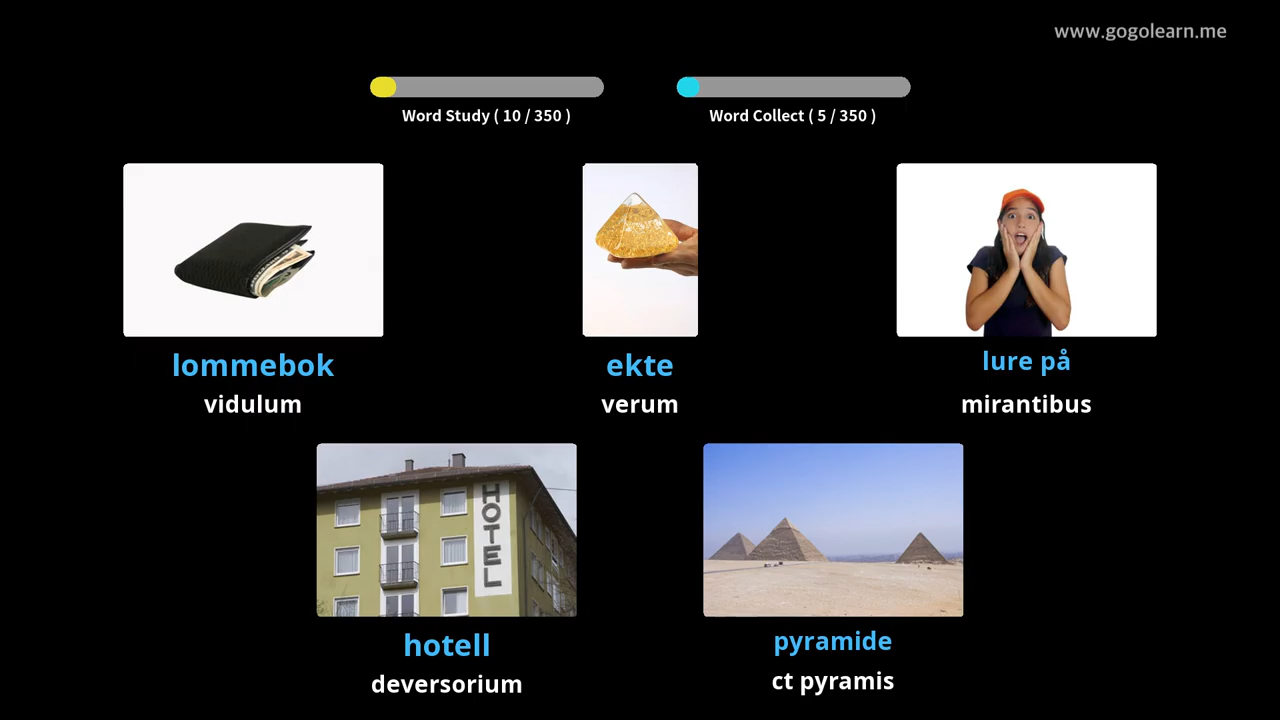 www.gogolearn.me
Word Study ( 10 / 350 )
Word Collect ( 5 / 350 )
lommebok
vidulum
ekte
verum
lure på
mirantibus
HOTEL
hotell
deversorium
pyramide
ct pyramis